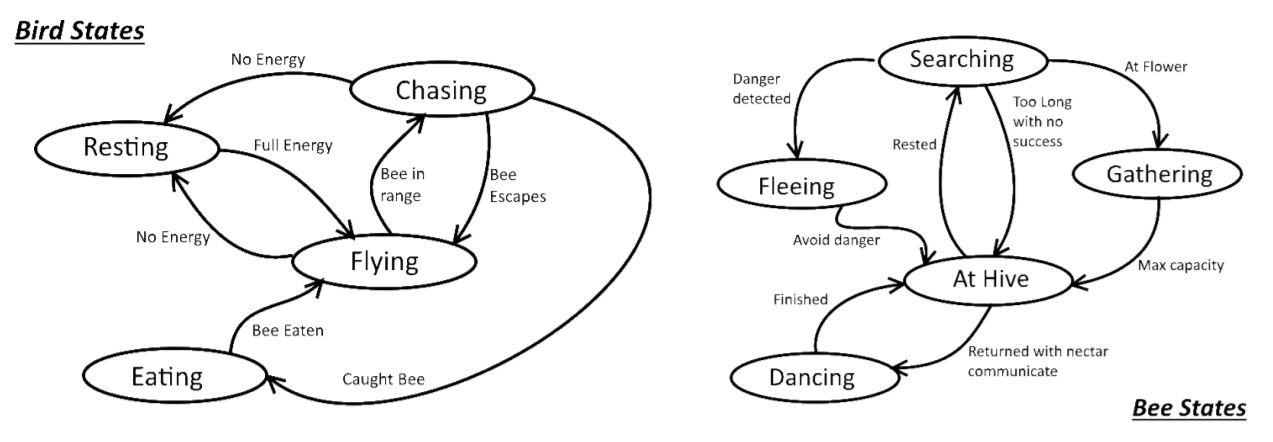 Bird States
No Energy
Chasing
Resting
Full Energy
Bee in
range
Bee
Escapes
No Energy
Flying
Bee Eaten
Eating
Caught Bee
Searching
At Flower
Danger
detected
Too Long
with no
success
Rested
Fleeing
Gathering
Avoid danger
At Hive
Max capacity
Finished
Returned with nectar
communicate
Dancing
Bee States